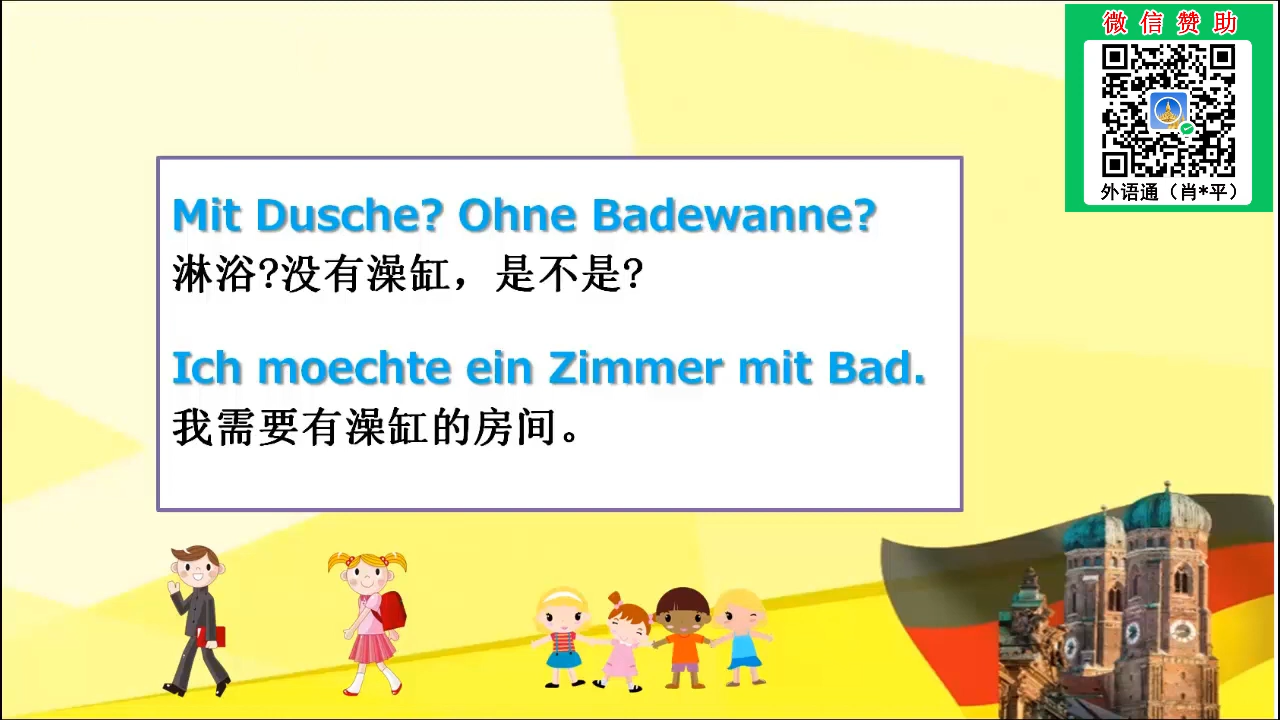 微信赞助
外语通（肖*平）
Mit Dusche? Ohne Badewanne?
淋浴?没有澡缸，是不是?
Ich moechte ein Zimmer mit Bad.
我需要有澡缸的房间。